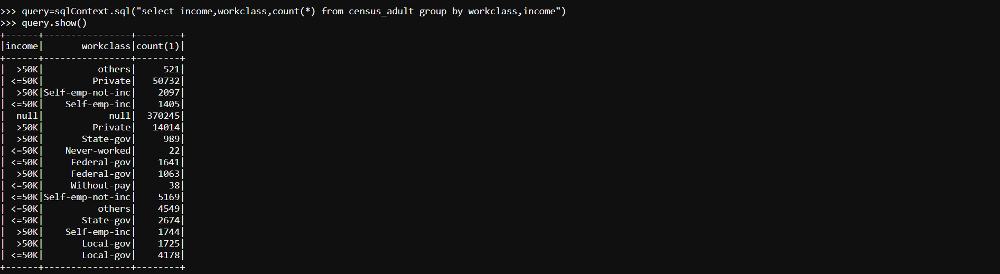 >>> query=sqlContext.sql("select income,workclass,count(*) from census_adult group by workclass,income")
>>> query.show()
+------+----------------+--------+
|income|       workclass|count(1)|
+------+----------------+--------+
|  >50K|          others|     521|
| <=50K|         Private|   50732|
|  >50K|Self-emp-not-inc|    2097|
| <=50K|    Self-emp-inc|    1405|
|  null|            null|  370245|
|  >50K|         Private|   14014|
|  >50K|       State-gov|     989|
| <=50K|    Never-worked|      22|
| <=50K|     Federal-gov|    1641|
|  >50K|     Federal-gov|    1063|
| <=50K|     Without-pay|      38|
| <=50K|Self-emp-not-inc|    5169|
| <=50K|          others|    4549|
| <=50K|       State-gov|    2674|
|  >50K|    Self-emp-inc|    1744|
|  >50K|       Local-gov|    1725|
| <=50K|       Local-gov|    4178|
+------+----------------+--------+